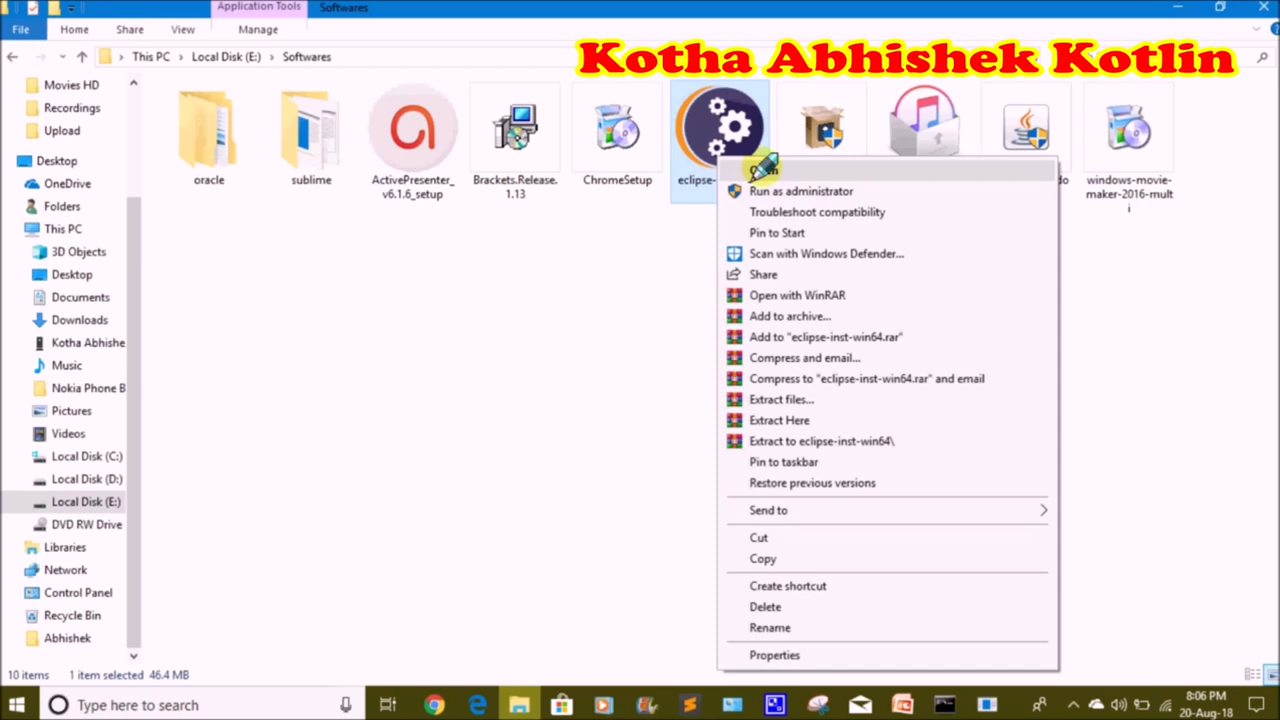 Application Tools
Softwares
File
Home
Share
View
Manage
This PC
Local Disk (E:)
Softwares
Kotha Abhishek Kotlin
Movies HD
Recordings
Upload
Desktop
OneDrive
Folders
This PC
3D Objects
Desktop
Documents
Downloads
Kotha Abhishe
Music
Nokia Phone B
Pictures
Videos
Local Disk (C:)
Local Disk (D:)
Local Disk (E:)
DVD RW Drive
Libraries
Network
Control Panel
Recycle Bin
Abhishek
oracle
sublime
ActivePresenter_
v6.1.6_setup
Brackets.Release.
1.13
ChromeSetup
eclipse-
windows-movie-
maker-2016-mult
i
Run as administrator
Troubleshoot compatibility
Pin to Start
Scan with Windows Defender...
Share
Open with WinRAR
Add to archive...
Add to "eclipse-inst-win64.rar"
Compress and email...
Compress to "eclipse-inst-win64.rar" and email
Extract files...
Extract Here
Extract to eclipse-inst-win64\
Pin to taskbar
Restore previous versions
Send to
Cut
Copy
Create shortcut
Delete
Rename
Properties
10 items
1 item selected 46.4 MB
Type here to search
8:06 PM
20-Aug-18